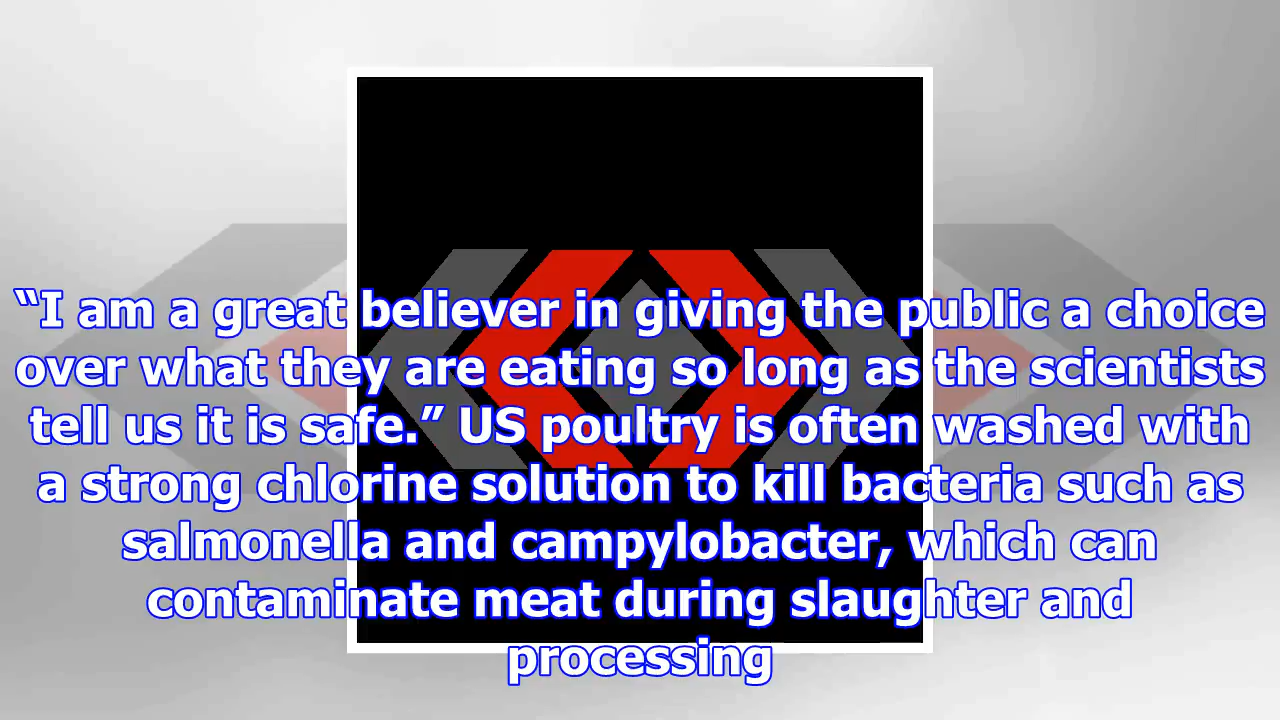 “I am a great believer in giving the public a choice
over what they are eating so long as the scientists
tell us it is safe.” US poultry is often washed with
a strong chlorine solution to kill bacteria such as
salmonella and campylobacter, which can
contaminate meat during slaughter and
processing